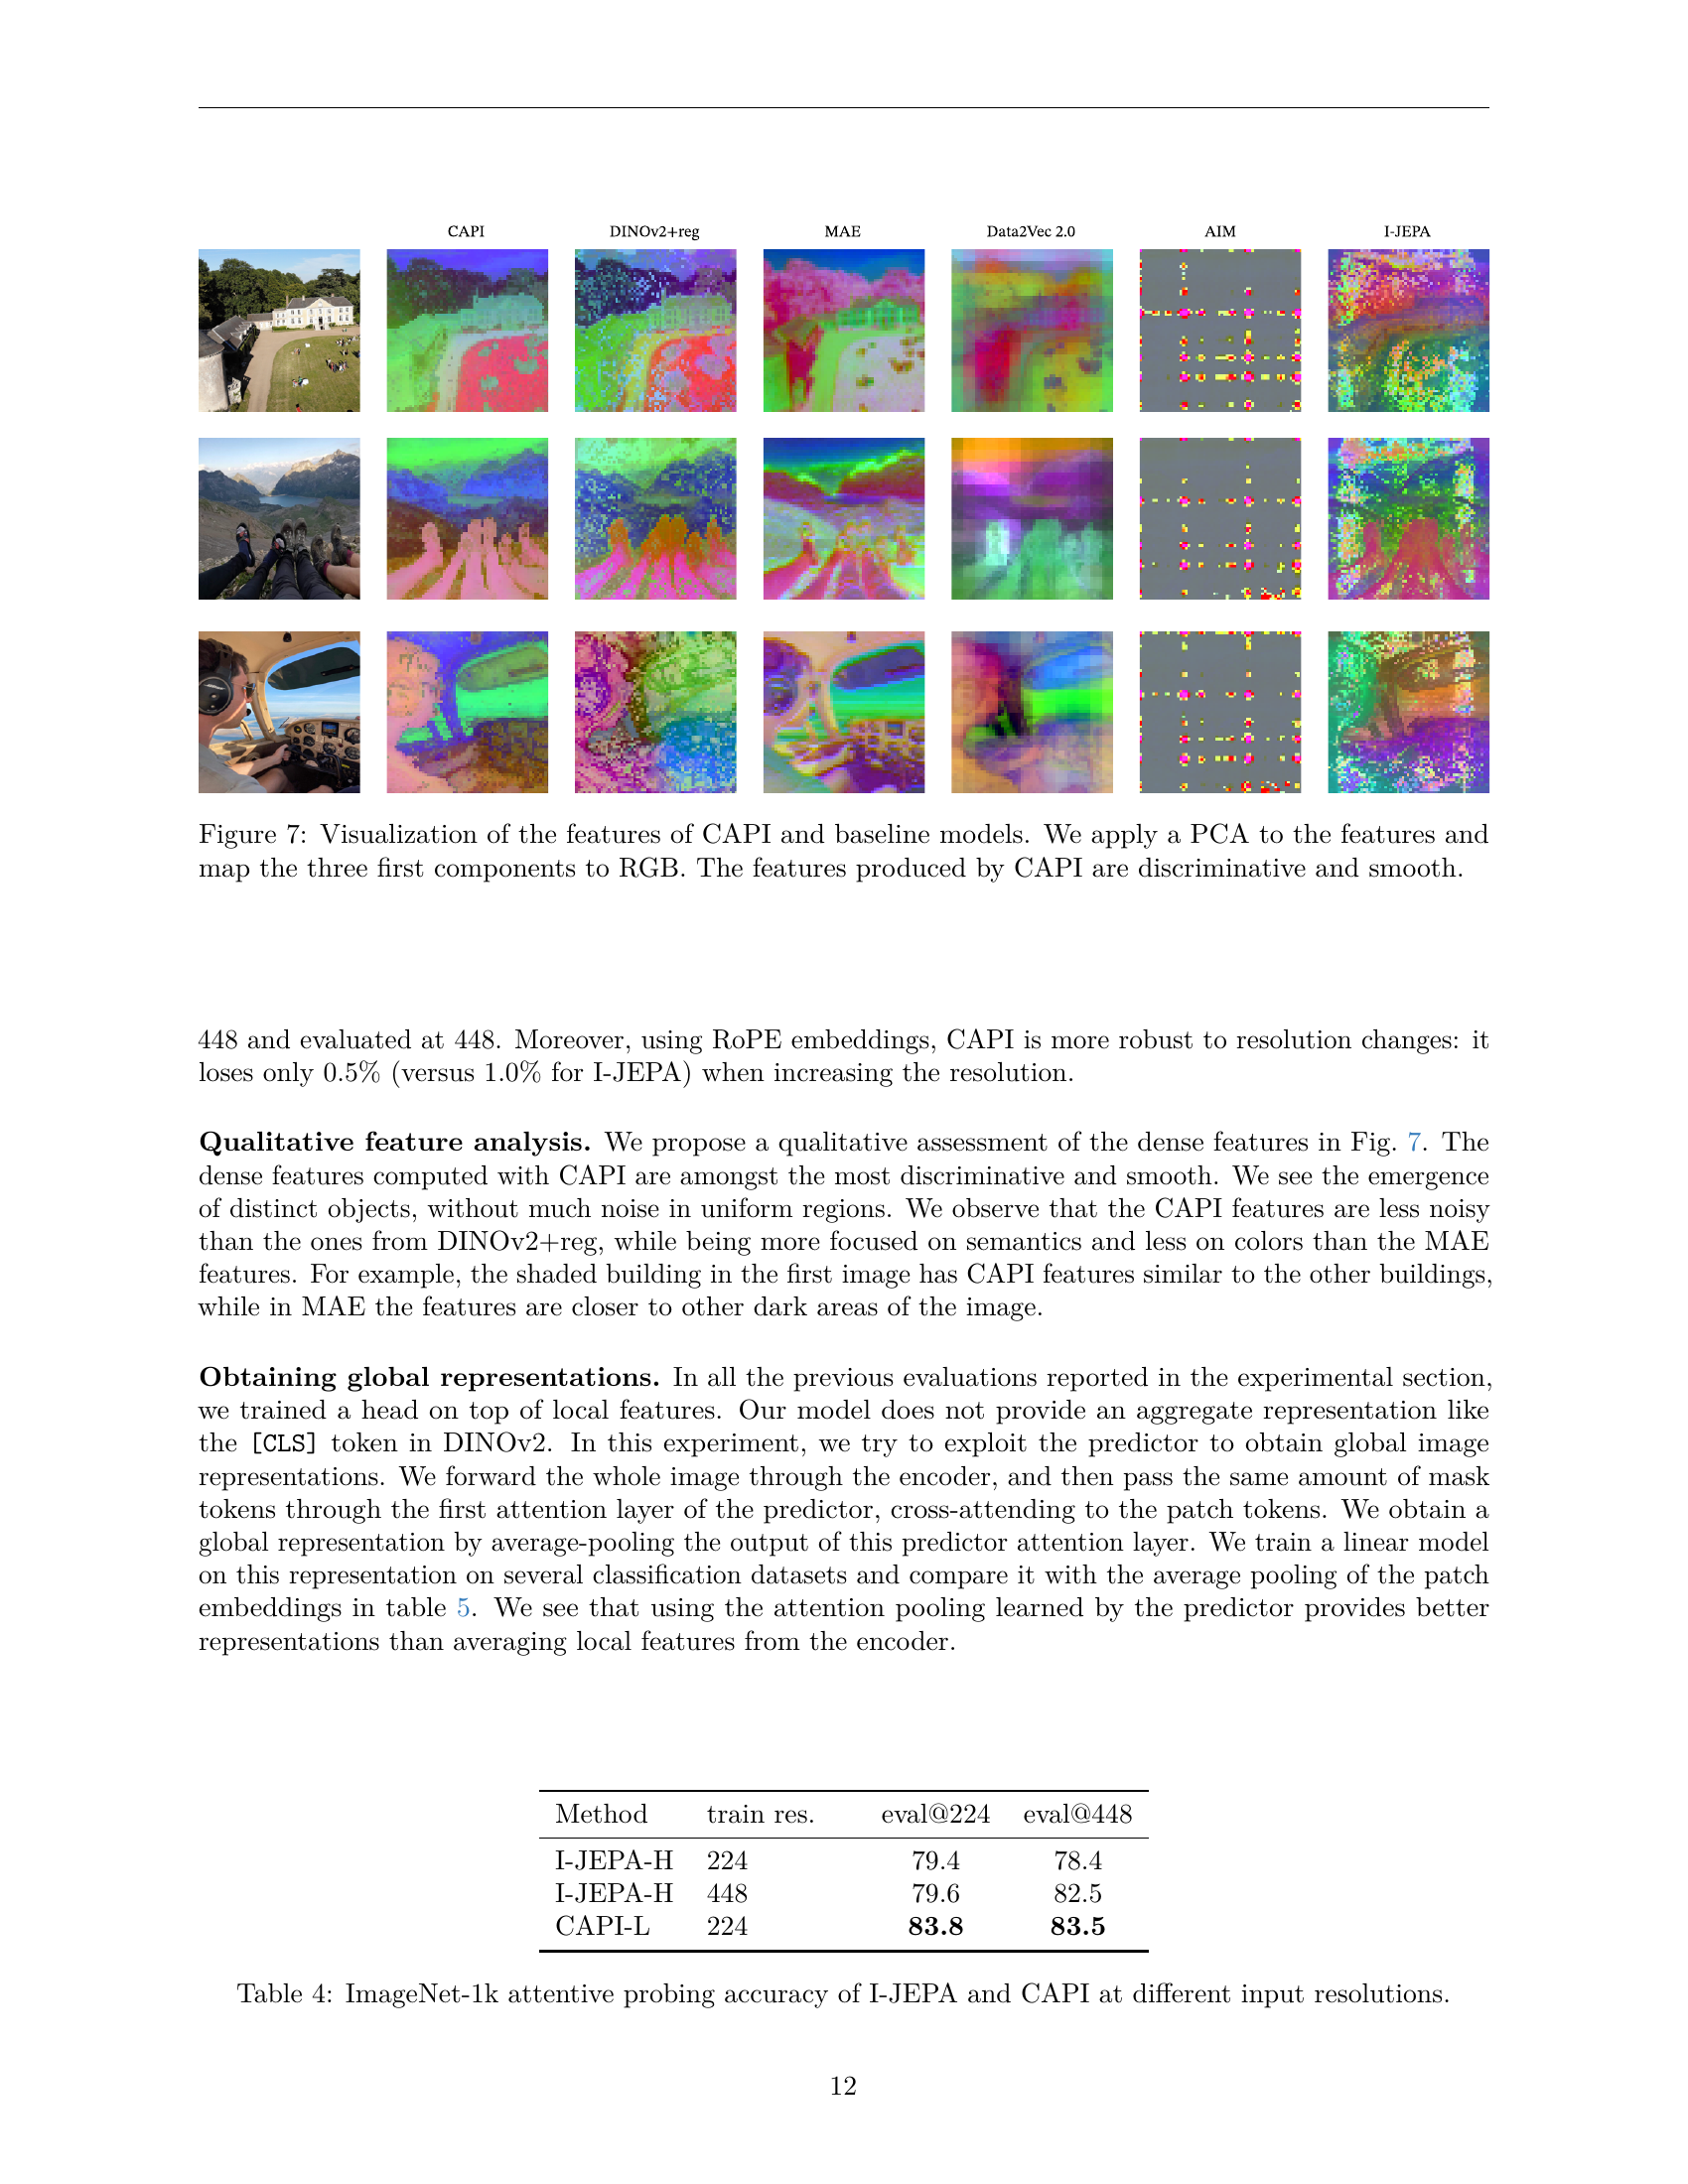 CAPI DINOv2+reg MAE Data2Vec 2.0 AIM I-JEPA
Figure 7: Visualization of the features of CAPI and baseline models. We apply a PCA to the features and
map the three first components to RGB. The features produced by CAPI are discriminative and smooth.
448 and evaluated at 448. Moreover, using RoPE embeddings, CAPI is more robust to resolution changes: it
loses only 0.5% (versus 1.0% for I-JEPA) when increasing the resolution.
Qualitative feature analysis. We propose a qualitative assessment of the dense features in Fig. 7. The
dense features computed with CAPI are amongst the most discriminative and smooth. We see the emergence
of distinct objects, without much noise in uniform regions. We observe that the CAPI features are less noisy
than the ones from DINOv2+reg, while being more focused on semantics and less on colors than the MAE
features. For example, the shaded building in the first image has CAPI features similar to the other buildings,
while in MAE the features are closer to other dark areas of the image.
Obtaining global representations. In all the previous evaluations reported in the experimental section,
we trained a head on top of local features. Our model does not provide an aggregate representation like
the [CLS] token in DINOv2. In this experiment, we try to exploit the predictor to obtain global image
representations. We forward the whole image through the encoder, and then pass the same amount of mask
tokens through the first attention layer of the predictor, cross-attending to the patch tokens. We obtain a
global representation by average-pooling the output of this predictor attention layer. We train a linear model
on this representation on several classification datasets and compare it with the average pooling of the patch
embeddings in table 5. We see that using the attention pooling learned by the predictor provides better
representations than averaging local features from the encoder.
Method train res. eval@224 eval@448
I-JEPA-H 224 79.4 78.4
I-JEPA-H 448 79.6 82.5
CAPI-L 224 83.8 83.5
Table 4: ImageNet-1k attentive probing accuracy of I-JEPA and CAPI at different input resolutions.
12